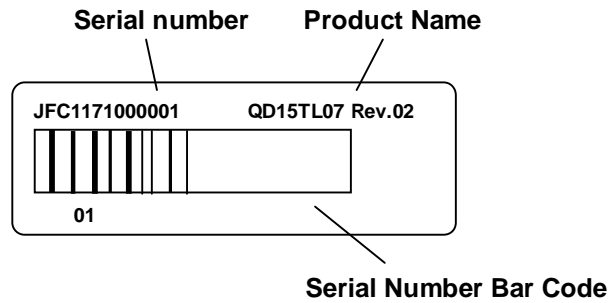 Serial number Product Name
JFC1171000001 QD15TL07 Rev.02
01
Serial Number Bar Code